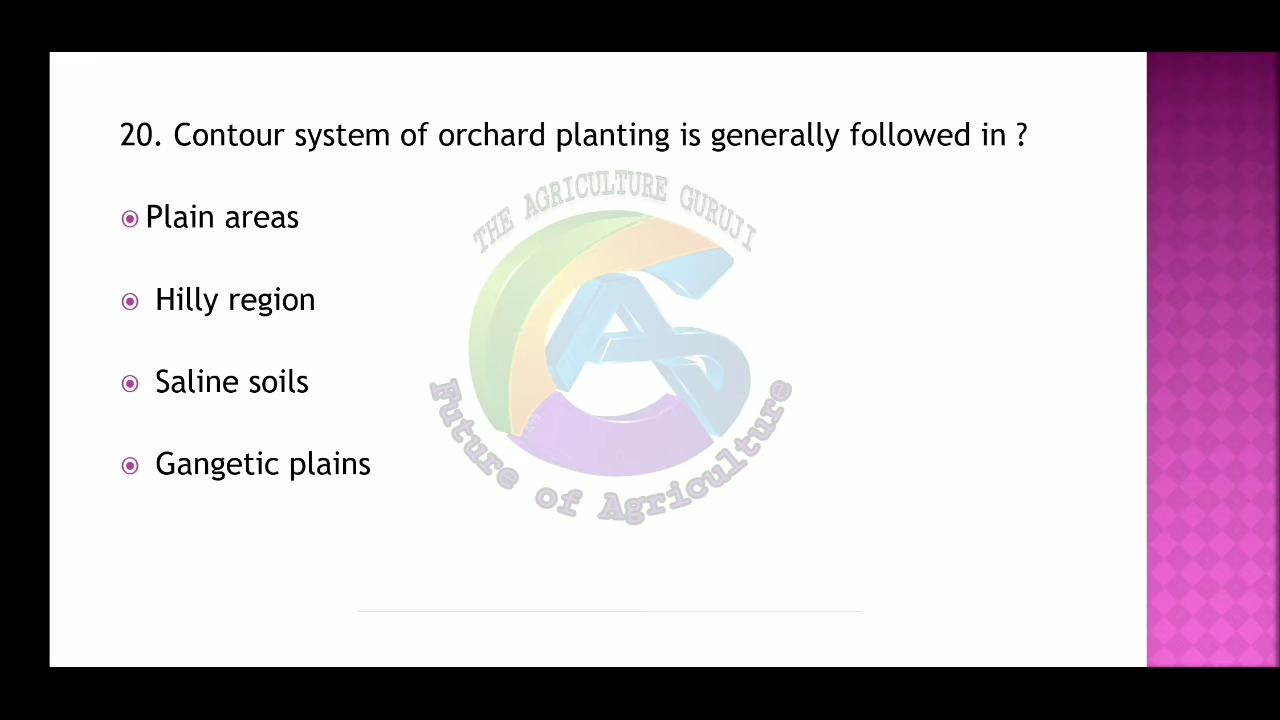 20. Contour system of orchard planting is generally followed in ?
THE AGRICULTURE GURUJI
Plain areas
Hilly region
Saline soils
Gangetic plains
Future of Agriculture